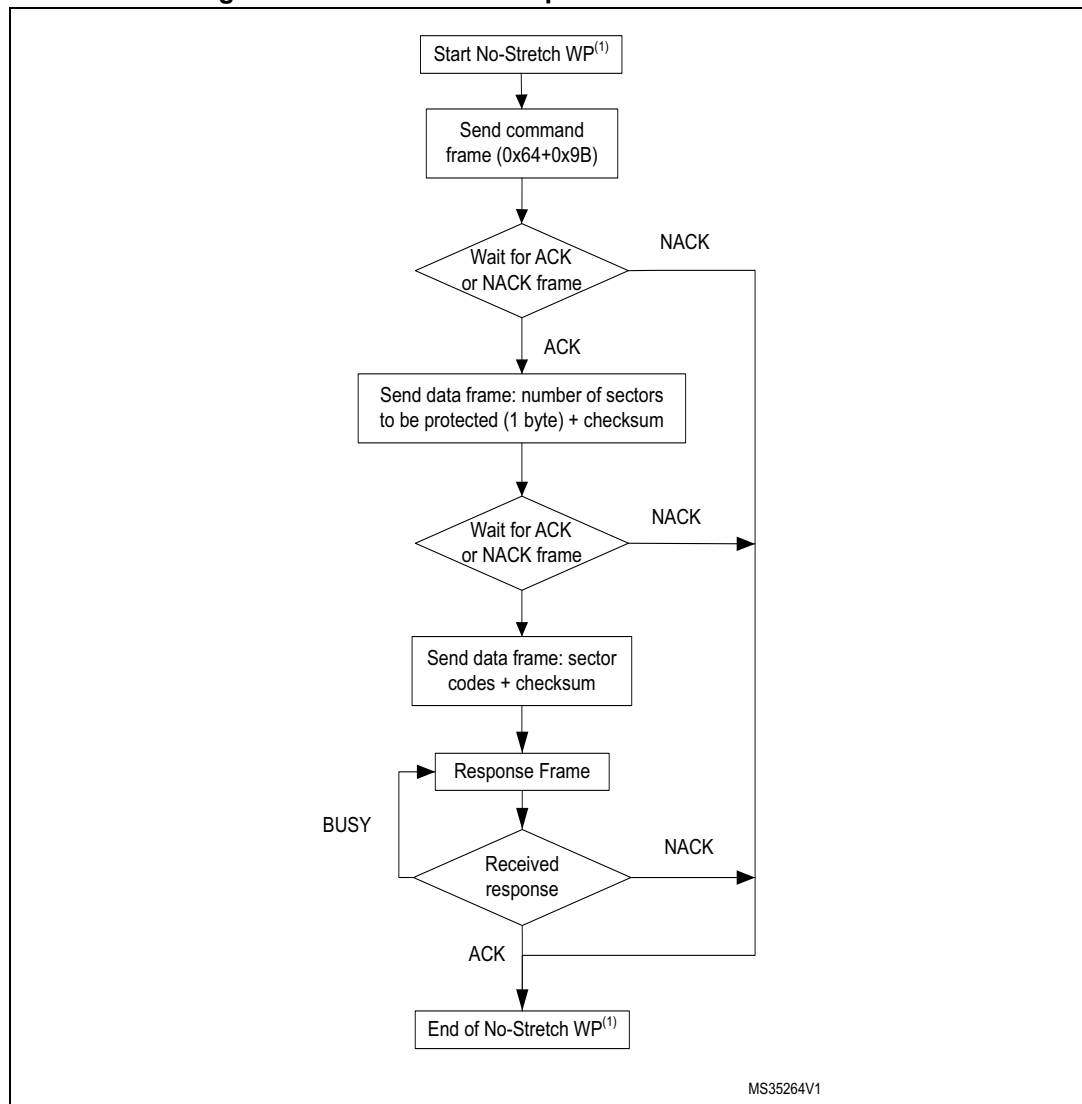 Start No-Stretch WP(1)
Send command
frame (0x64+0x9B)
Wait for ACK
or NACK frame
NACK
ACK
Send data frame: number of sectors
to be protected (1 byte) + checksum
Wait for ACK
or NACK frame
NACK
Send data frame: sector
codes + checksum
Response Frame
BUSY
Received
response
NACK
ACK
End of No-Stretch WP(1)
MS35264V1